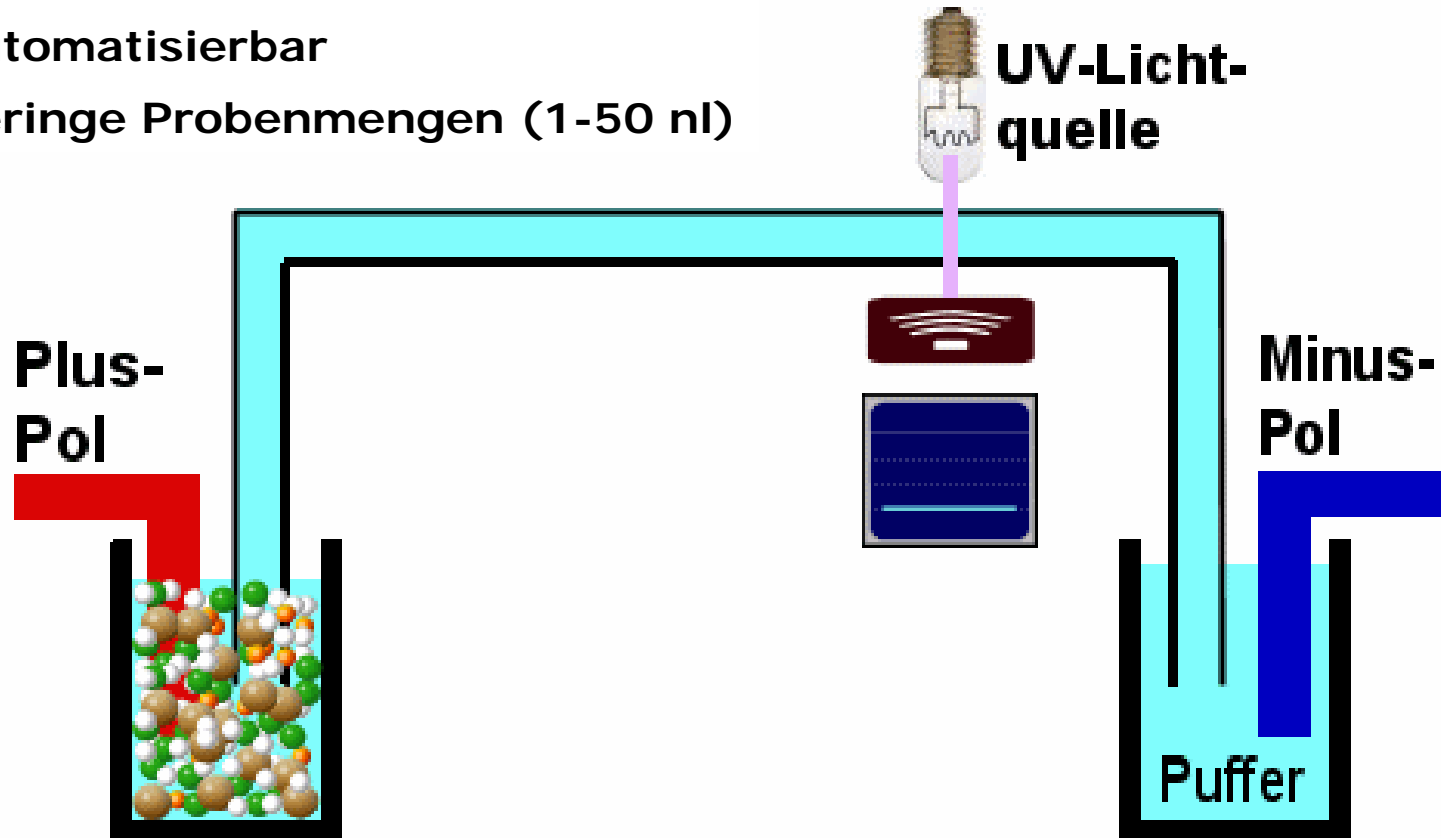 tomatisierbar
ringe Probenmengen (1-50 nl)
UV-Licht-
quelle
Plus-
Pol
Minus-
Pol
Puffer